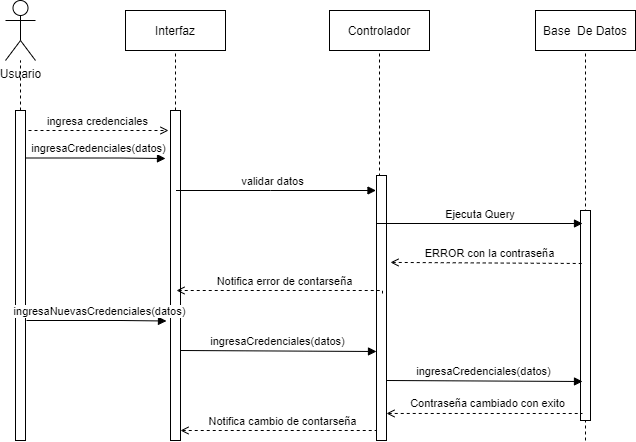 Interfaz
Controlador
Base De Datos
Usuario
ingresa credenciales
ingresaCredenciales(datos)
validar datos
Ejecuta Query
ERROR con la contraseña
Notifica error de contarseña
ingresaNuevasCredenciales(datos)
ingresaCredenciales(datos)
ingresaCredenciales(datos)
Contraseña cambiado con exito
Notifica cambio de contarseña